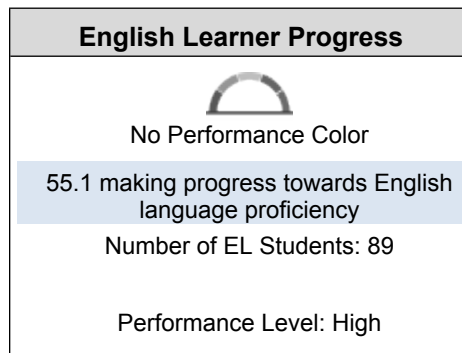 English Learner Progress
No Performance Color
55.1 making progress towards English
language proficiency
Number of EL Students: 89
Performance Level: High